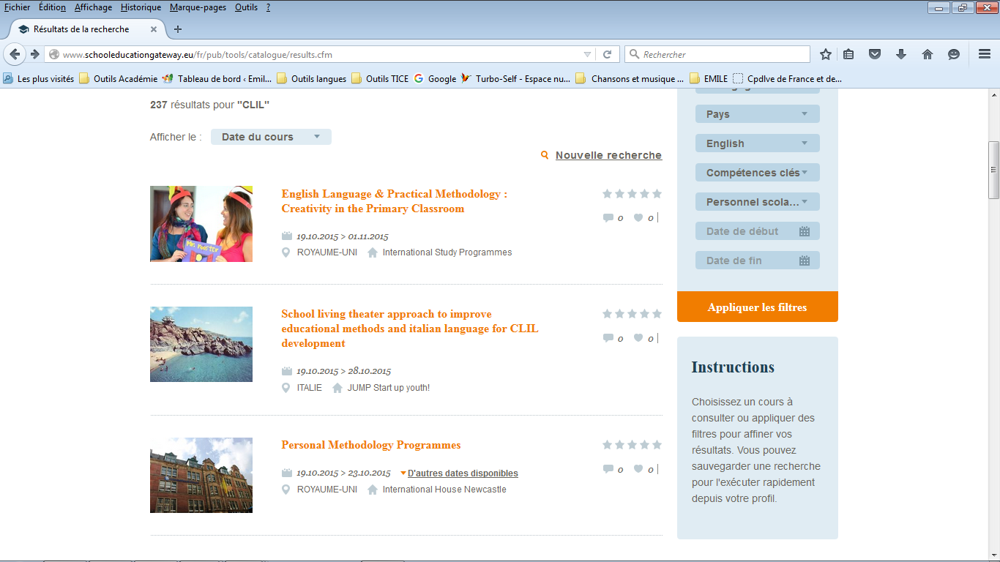 Fichier Édition Affichage Historique Marque-pages Outils ?
Résultats de la recherche
www.schooleducationgateway.eu/fr/pub/tools/catalogue/results.cfm
Rechercher
Les plus visités Outils Académie Tableau de bord ‹ Emil... Outils langues Outils TICE Google Turbo-Self - Espace nu... Chansons et musique ... EMILE Cpdlve de France et de...
237 résultats pour "CLIL"
Afficher le : Date du cours
Nouvelle recherche
English Language & Practical Methodology :
Creativity in the Primary Classroom
0 0
19.10.2015 > 01.11.2015
ROYAUME-UNI International Study Programmes
School living theater approach to improve
educational methods and italian language for CLIL
development
0 0
19.10.2015 > 28.10.2015
ITALIE JUMP Start up youth!
Personal Methodology Programmes
0 0
19.10.2015 > 23.10.2015 D'autres dates disponibles
ROYAUME-UNI International House Newcastle
Pays
English
Compétences clés
Personnel scola...
Date de début
Date de fin
Appliquer les filtres
Instructions
Choisissez un cours à
consulter ou appliquer des
filtres pour affiner vos
résultats. Vous pouvez
sauvegarder une recherche
pour l'exécuter rapidement
depuis votre profil.